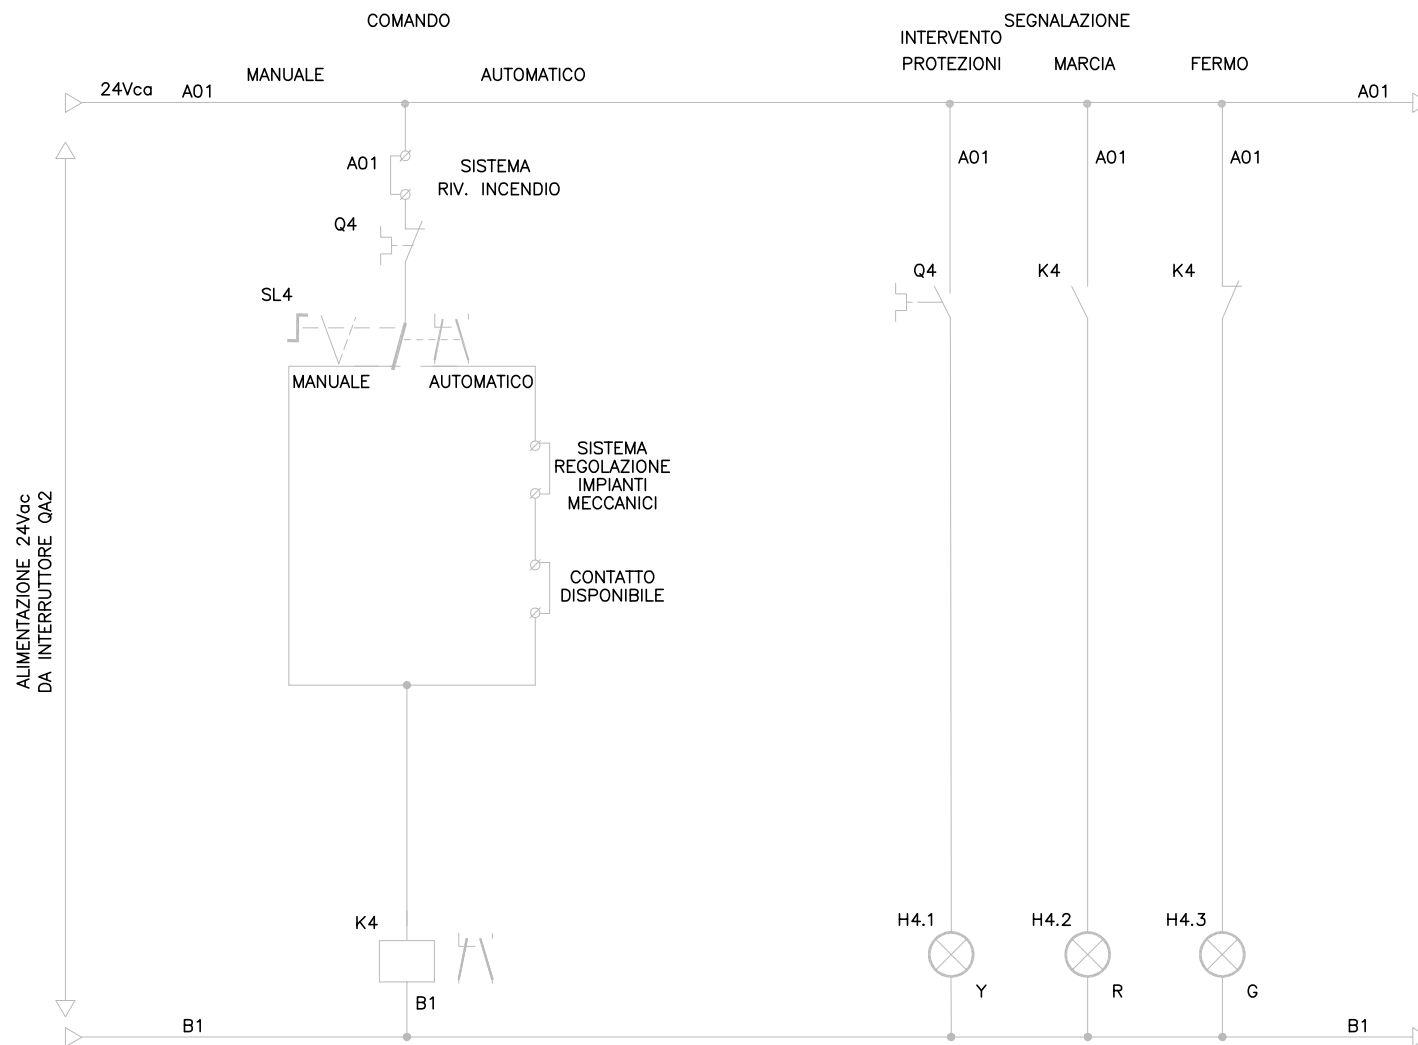 COMANDO
SEGNALAZIONE
INTERVENTO
PROTEZIONI
MARCIA
FERMO
MANUALE
AUTOMATICO
24Vca
A01
A01
A01
SISTEMA
RIV. INCENDIO
A01
A01
A01
Q4
Q4
K4
K4
SL4
MANUALE
AUTOMATICO
SISTEMA
REGOLAZIONE
IMPIANTI
MECCANICI
CONTATTO
DISPONIBILE
ALIMENTAZIONE 24Vac
DA INTERRUTTORE QA2
K4
H4.1
H4.2
H4.3
Y
R
G
B1
B1
B1